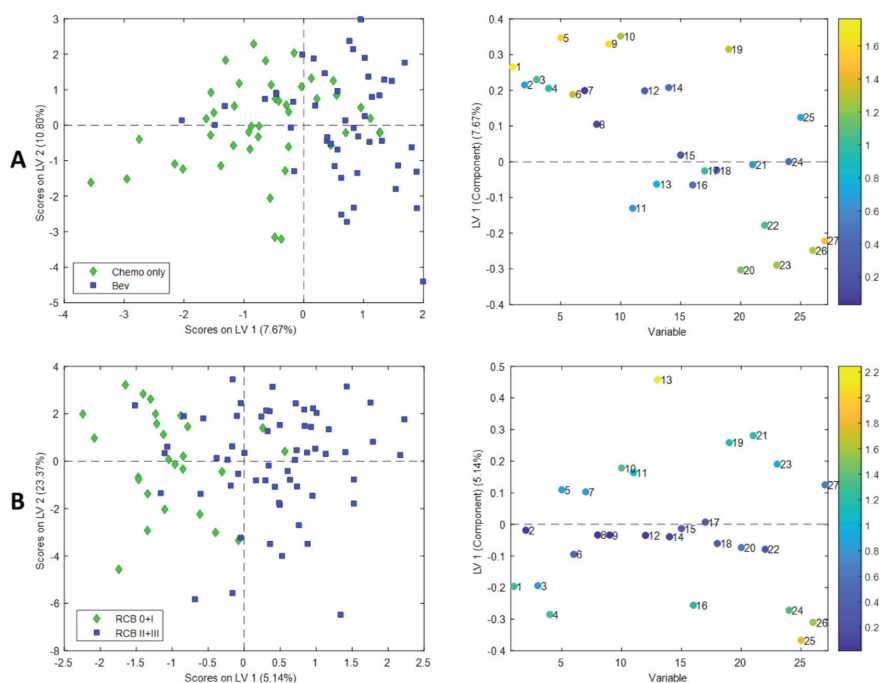 A
Scores on LV 2 (10.80%)
3
2
1
0
-1
-2
-3
-4
-5
-4 -3 -2 -1 0 1 2
Scores on LV 1 (7.67%)
Chemo only
Bev
LV 1 (Component) (7.67%)
0.4
0.3
0.2
0.1
0
-0.1
-0.2
-0.3
-0.4
5 10 15 20 25
Variable
1 2 3 4 5 6 7 8 9 10 11 12 13 14 15 16 17 18 19 20 21 22 23 24 25 26 27
1.6
1.4
1.2
1
0.8
0.6
0.4
0.2
B
Scores on LV 2 (23.37%)
4
2
0
-2
-4
-6
-8
-2.5 -2 -1.5 -1 -0.5 0 0.5 1 1.5 2 2.5
Scores on LV 1 (5.14%)
RCB 0+I
RCB II+III
LV 1 (Component) (5.14%)
0.5
0.4
0.3
0.2
0.1
0
-0.1
-0.2
-0.3
-0.4
5 10 15 20 25
Variable
1 2 3 4 5 6 7 8 9 10 11 12 13 14 15 16 17 18 19 20 21 22 23 24 25 26 27
2.2
2
1.8
1.6
1.4
1.2
1
0.8
0.6
0.4
0.2